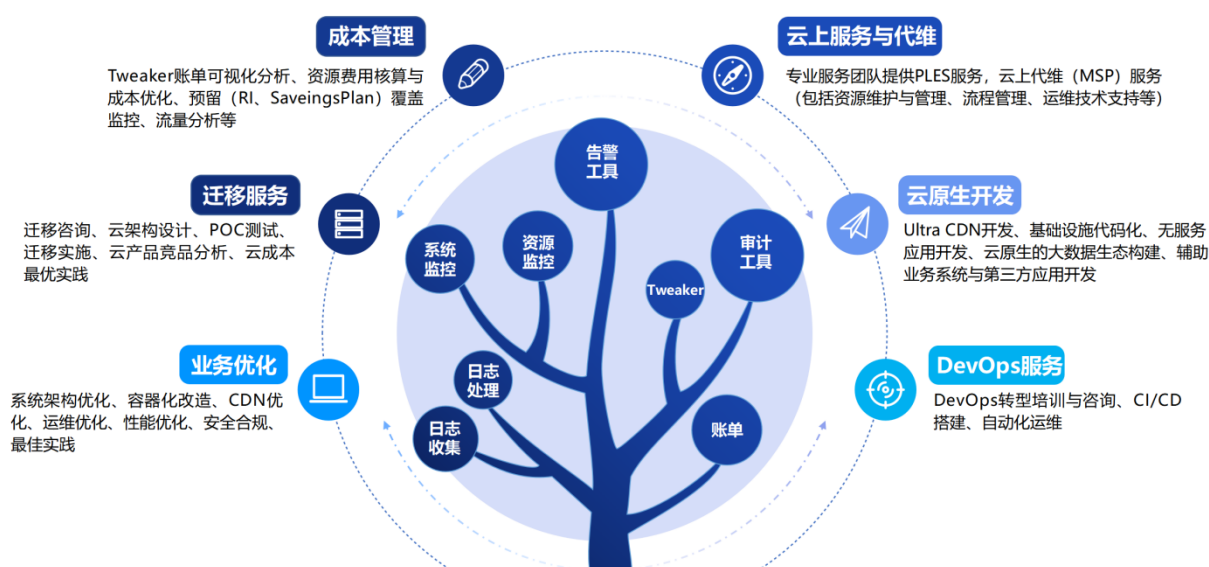 成本管理
Tweaker账单可视化分析、资源费用核算与
成本优化、预留（RI、SaveingsPlan）覆盖
监控、流量分析等
云上服务与代维
专业服务团队提供PLES服务，云上代维（MSP）服务
（包括资源维护与管理、流程管理、运维技术支持等）
迁移服务
迁移咨询、云架构设计、POC测试、
迁移实施、云产品竞品分析、云成本
最优实践
云原生开发
Ultra CDN开发、基础设施代码化、无服务
应用开发、云原生的大数据生态构建、辅助
业务系统与第三方应用开发
业务优化
系统架构优化、容器化改造、CDN优
化、运维优化、性能优化、安全合规、
最佳实践
DevOps服务
DevOps转型培训与咨询、CI/CD
搭建、自动化运维
告警
工具
系统
监控
资源
监控
审计
工具
Tweaker
日志
处理
日志
收集
账单